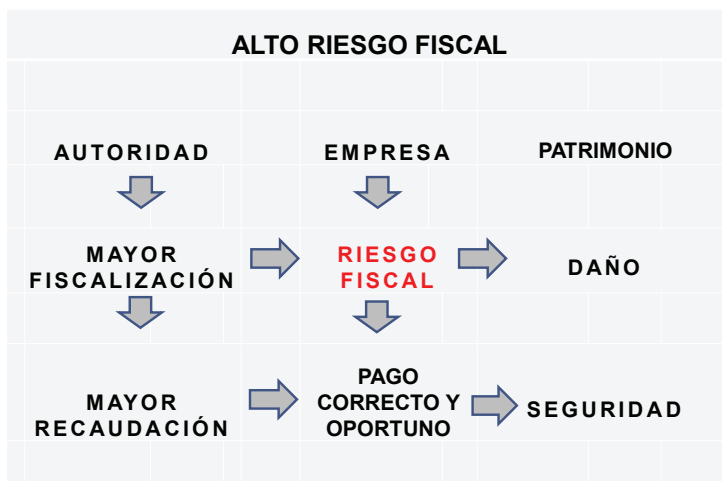 ALTO RIESGO FISCAL
AUTORIDAD
EMPRESA
PATRIMONIO
MAYOR
FISCALIZACIÓN
RIESGO
FISCAL
DAÑO
MAYOR
RECAUDACIÓN
PAGO
CORRECTO Y
OPORTUNO
SEGURIDAD